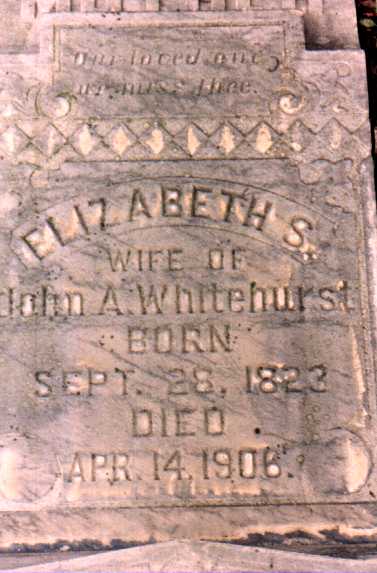 Our loved one
we miss thee.
ELIZABETH S.
WIFE OF
John A. Whitehurst
BORN
SEPT. 28, 1823
DIED
APR. 14, 1906.